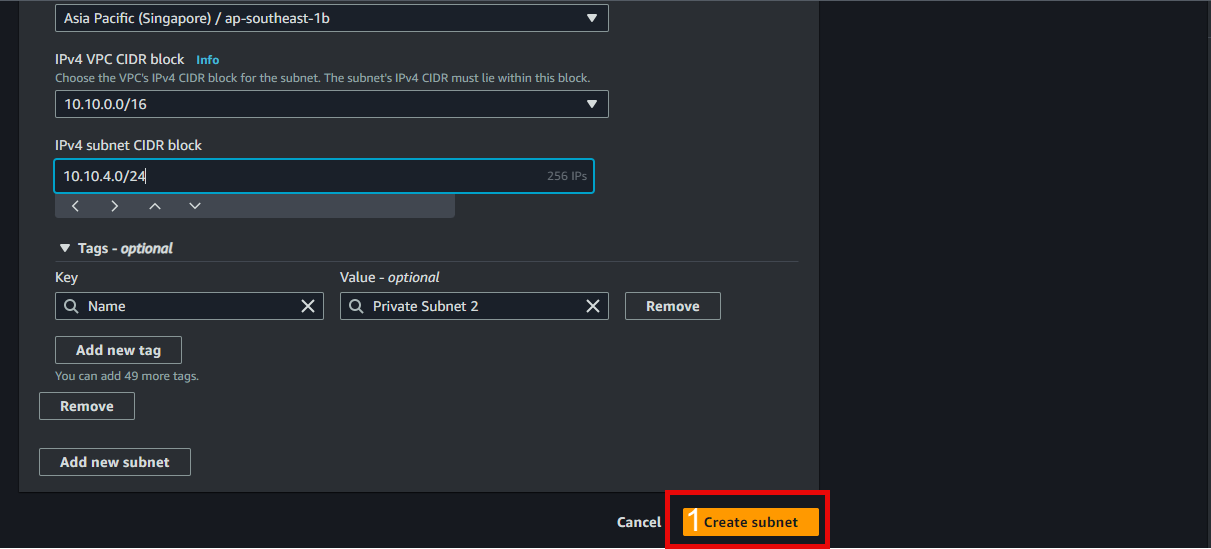 Asia Pacific (Singapore) / ap-southeast-1b
IPv4 VPC CIDR block Info
Choose the VPC's IPv4 CIDR block for the subnet. The subnet's IPv4 CIDR must lie within this block.
10.10.0.0/16
IPv4 subnet CIDR block
10.10.4.0/24 256 IPs
Tags - optional
Key Value - optional
Name Private Subnet 2 Remove
Add new tag
You can add 49 more tags.
Remove
Add new subnet
Cancel 1 Create subnet